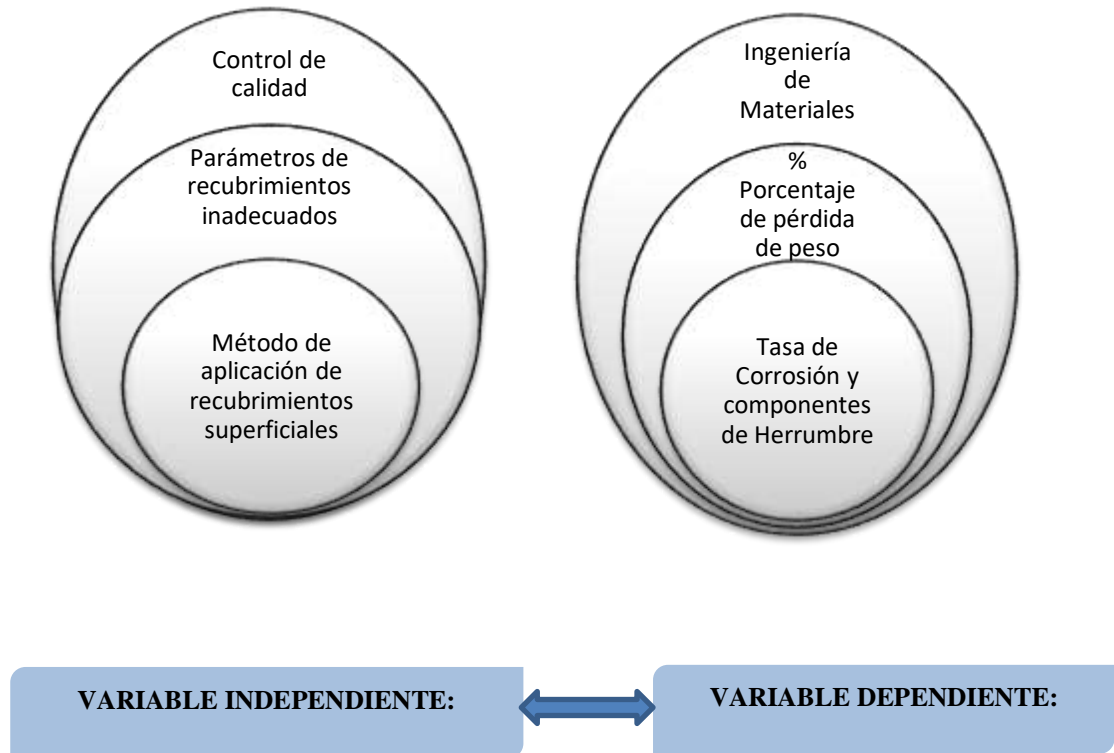 Control de
calidad
Parámetros de
recubrimientos
inadecuados
Método de
aplicación de
recubrimientos
superficiales
Ingeniería
de
Materiales
%
Porcentaje
de pérdida
de peso
Tasa de
Corrosión y
componentes
de Herrumbre
VARIABLE INDEPENDIENTE:
VARIABLE DEPENDIENTE: